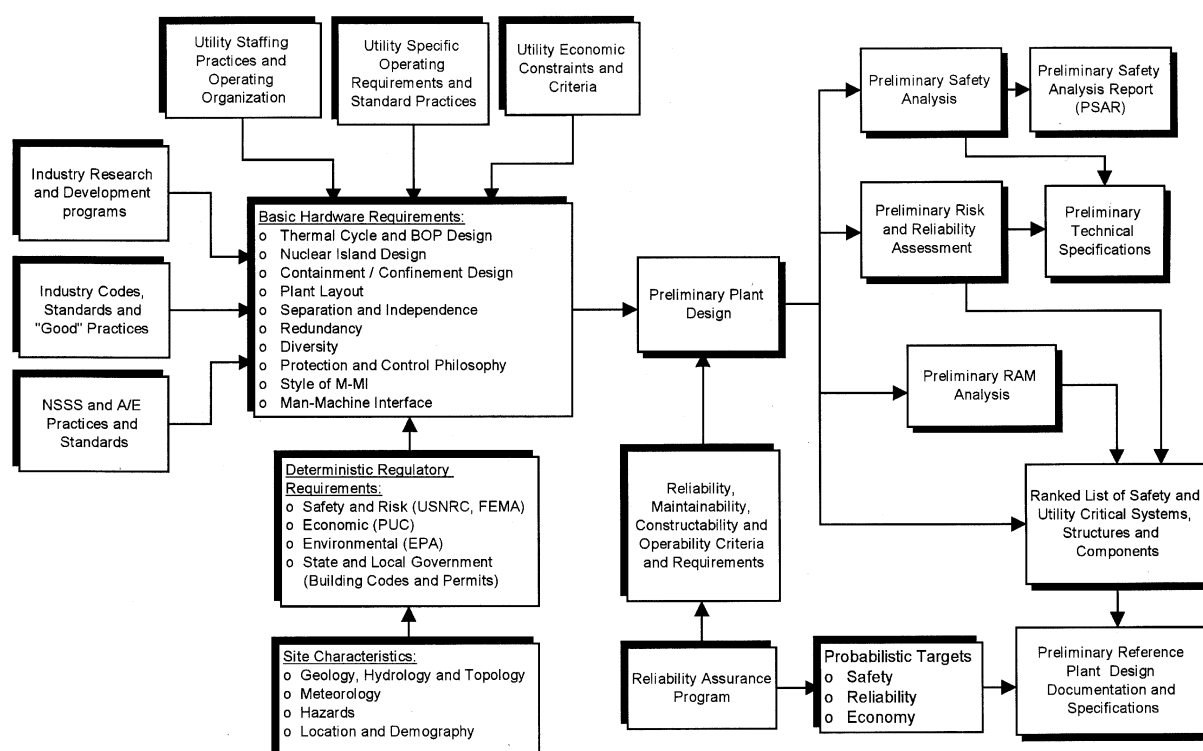 Utility Staffing
Practices and
Operating
Organization
Utility Specific
Operating
Requirements and
Standard Practices
Utility Economic
Constraints and
Criteria
Industry Research
and Development
programs
Industry Codes,
Standards and
"Good" Practices
NSSS and A/E
Practices and
Standards
Basic Hardware Requirements:
o Thermal Cycle and BOP Design
o Nuclear Island Design
o Containment / Confinement Design
o Plant Layout
o Separation and Independence
o Redundancy
o Diversity
o Protection and Control Philosophy
o Style of M-MI
o Man-Machine Interface
Deterministic Regulatory
Requirements:
o Safety and Risk (USNRC, FEMA)
o Economic (PUC)
o Environmental (EPA)
o State and Local Government
(Building Codes and Permits)
Site Characteristics:
o Geology, Hydrology and Topology
o Meteorology
o Hazards
o Location and Demography
Preliminary Plant
Design
Reliability,
Maintainability,
Constructability and
Operability Criteria
and Requirements
Reliability Assurance
Program
Probabilistic Targets
o Safety
o Reliability
o Economy
Preliminary Safety
Analysis
Preliminary Safety
Analysis Report
(PSAR)
Preliminary Risk
and Reliability
Assessment
Preliminary
Technical
Specifications
Preliminary RAM
Analysis
Ranked List of Safety and
Utility Critical Systems,
Structures and
Components
Preliminary Reference
Plant Design
Documentation and
Specifications